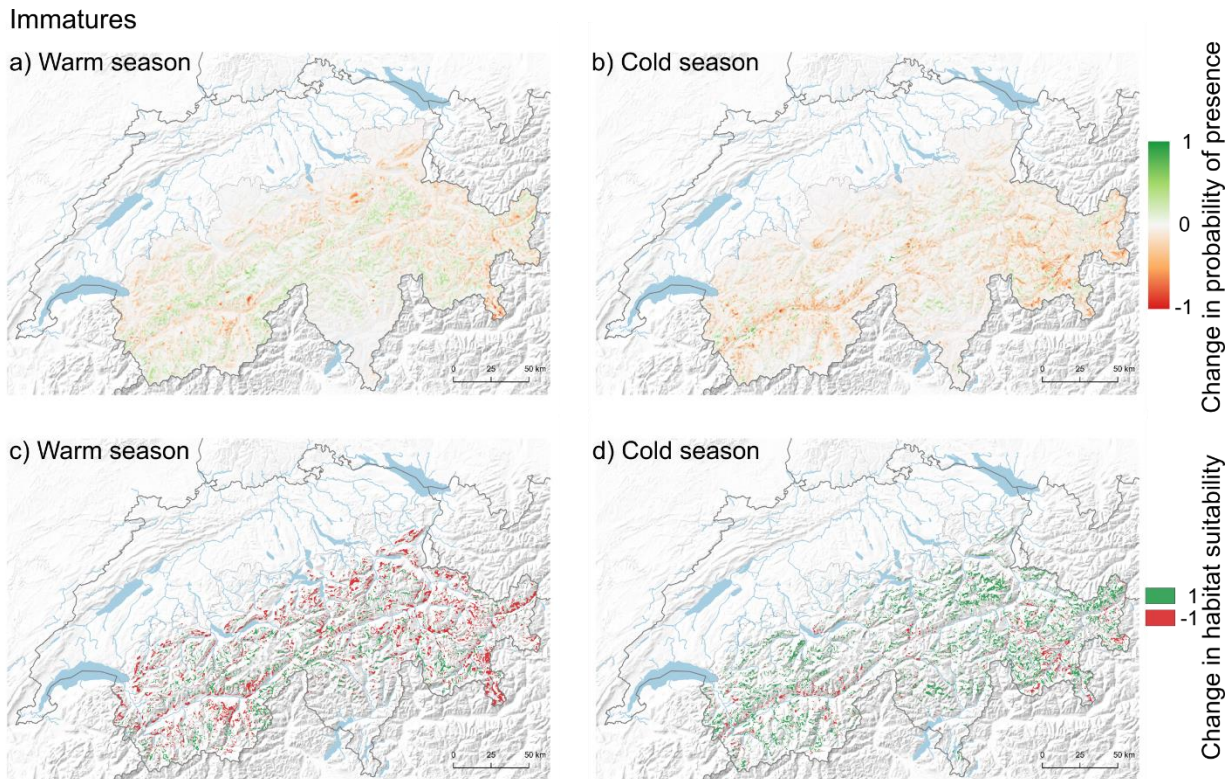 Immatures
a) Warm season
b) Cold season
0 25 50 km
0 25 50 km
1
0
-1
Change in probability of presence
c) Warm season
d) Cold season
0 25 50 km
0 25 50 km
1
-1
Change in habitat suitability